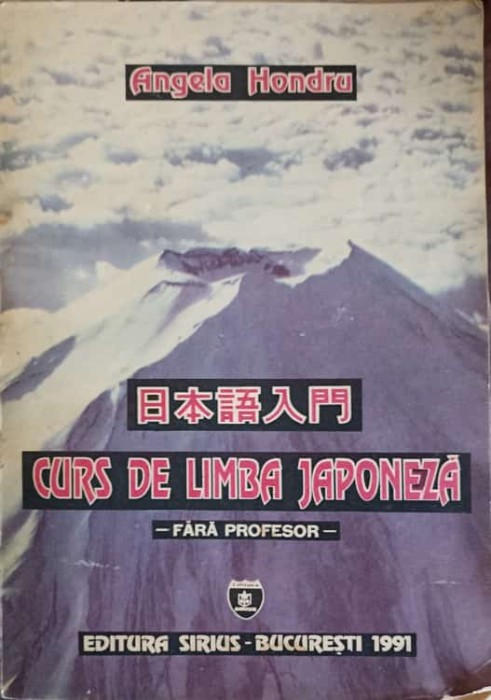 Angela Hondru
日本語入門
CURS DE LIMBA JAPONEZĂ
— FĂRĂ PROFESOR —
EDITURA SIRIUS - BUCUREȘTI 1991